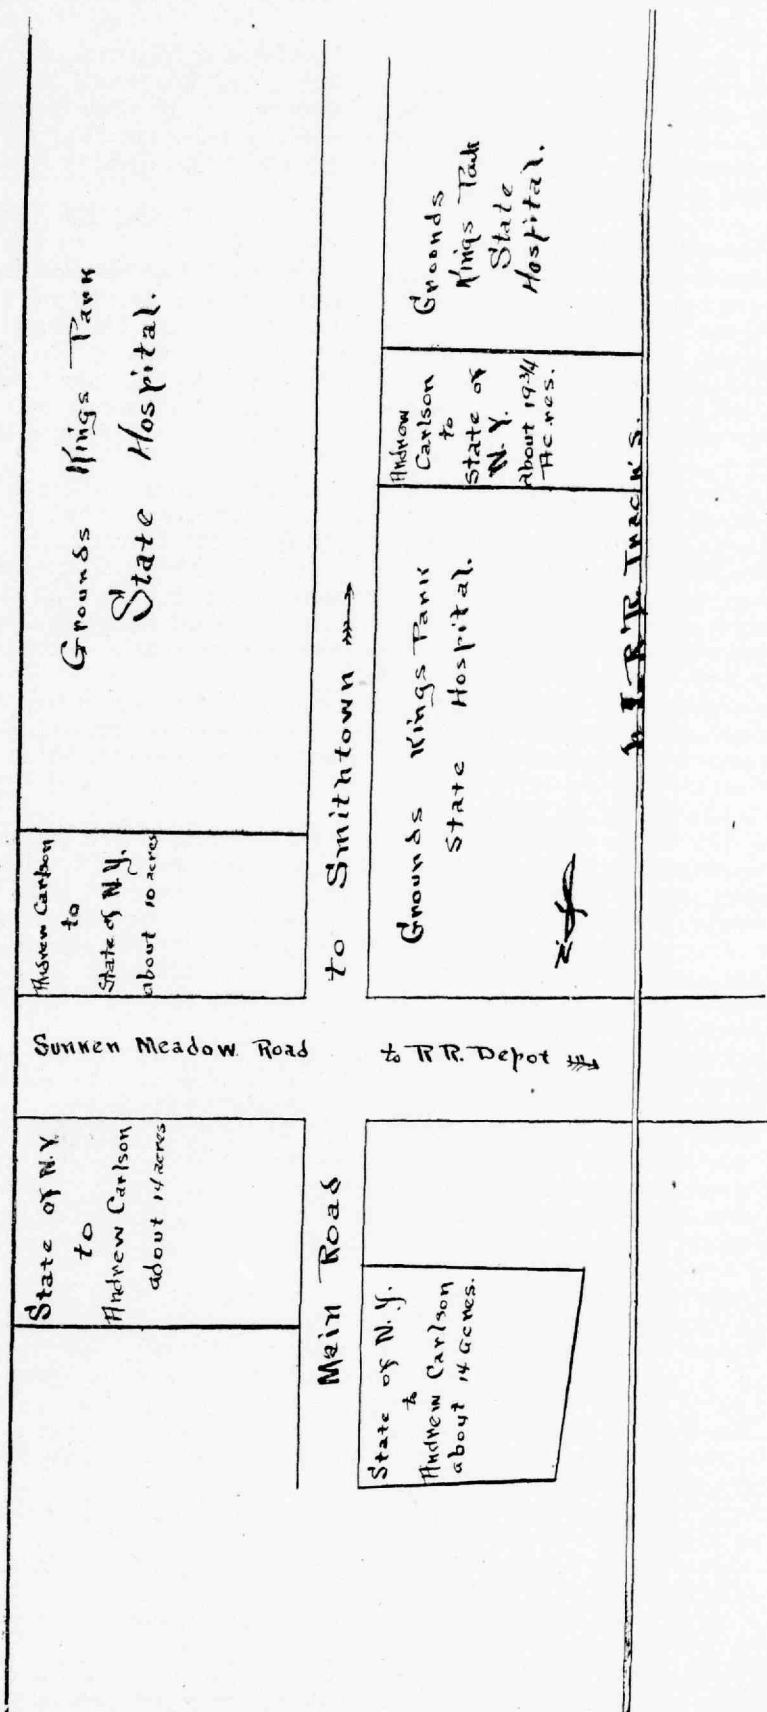 Grounds Kings Park
State Hospital.
Grounds
Kings Park
State
Hospital.
Andrew
Carlson
to
State of
N.Y.
about 19 3/4
Acres.
to Smithtown
Grounds Kings Park
State Hospital.
L.I.R.R. Tracks.
Andrew Carlson
to
State of N.Y.
about 10 acres
N
Sunken Meadow Road
to RR. Depot
State of N.Y.
to
Andrew Carlson
adout 14 acres
Main Road
State of N.Y.
to
Andrew Carlson
about 14 acres.